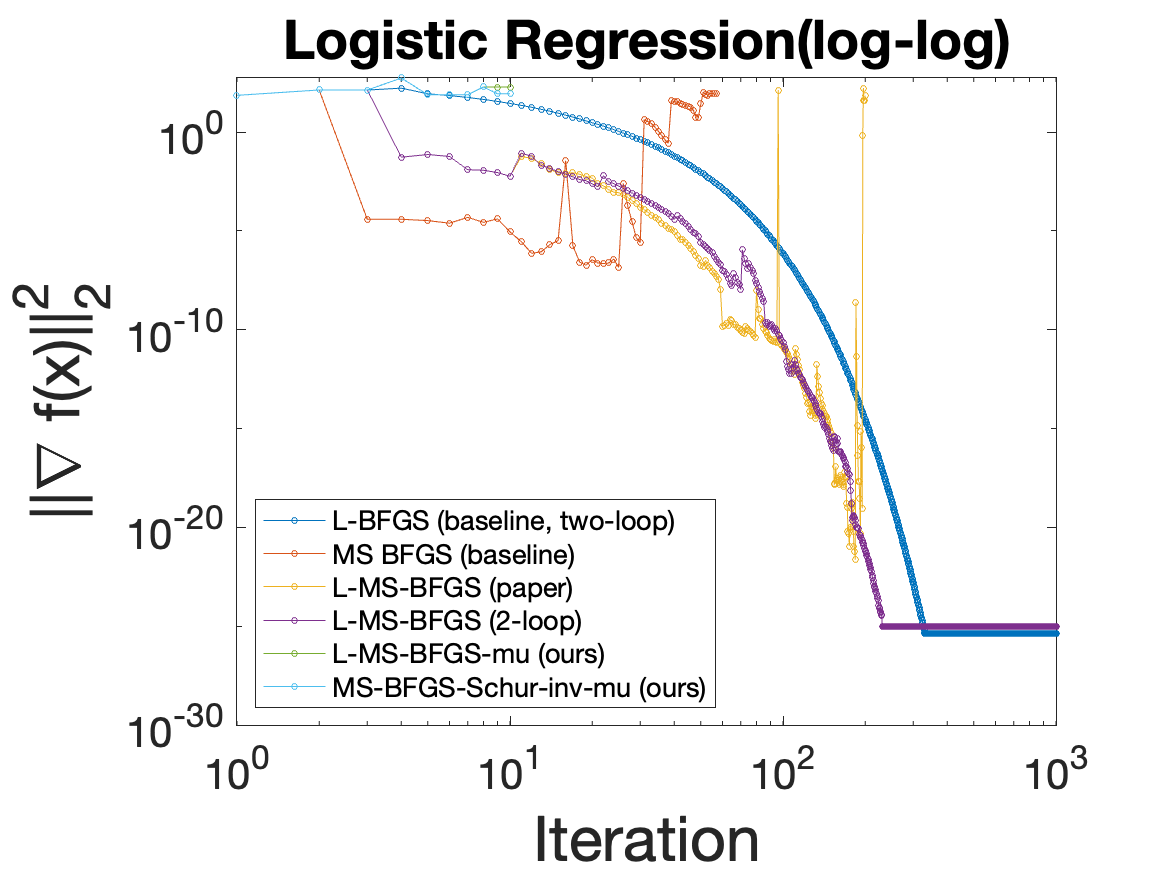 Logistic Regression(log-log)
10^0
10^-10
10^-20
10^-30
||∇ f(x)||_2^2
L-BFGS (baseline, two-loop)
MS BFGS (baseline)
L-MS-BFGS (paper)
L-MS-BFGS (2-loop)
L-MS-BFGS-mu (ours)
MS-BFGS-Schur-inv-mu (ours)
10^0 10^1 10^2 10^3
Iteration